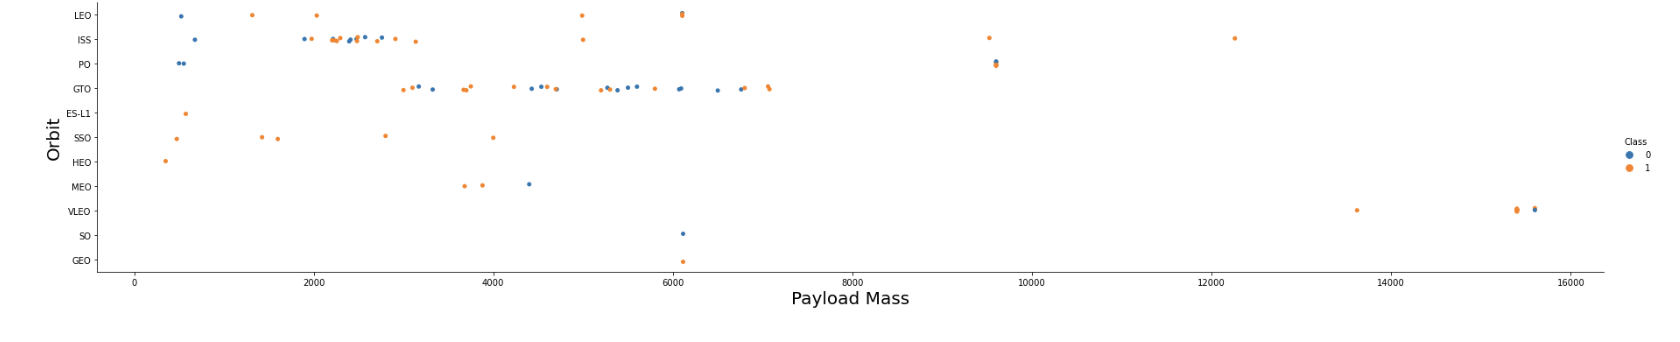 Orbit
LEO
ISS
PO
GTO
ES-L1
SSO
HEO
MEO
VLEO
SO
GEO
0 2000 4000 6000 8000 10000 12000 14000 16000
Payload Mass
Class
0
1